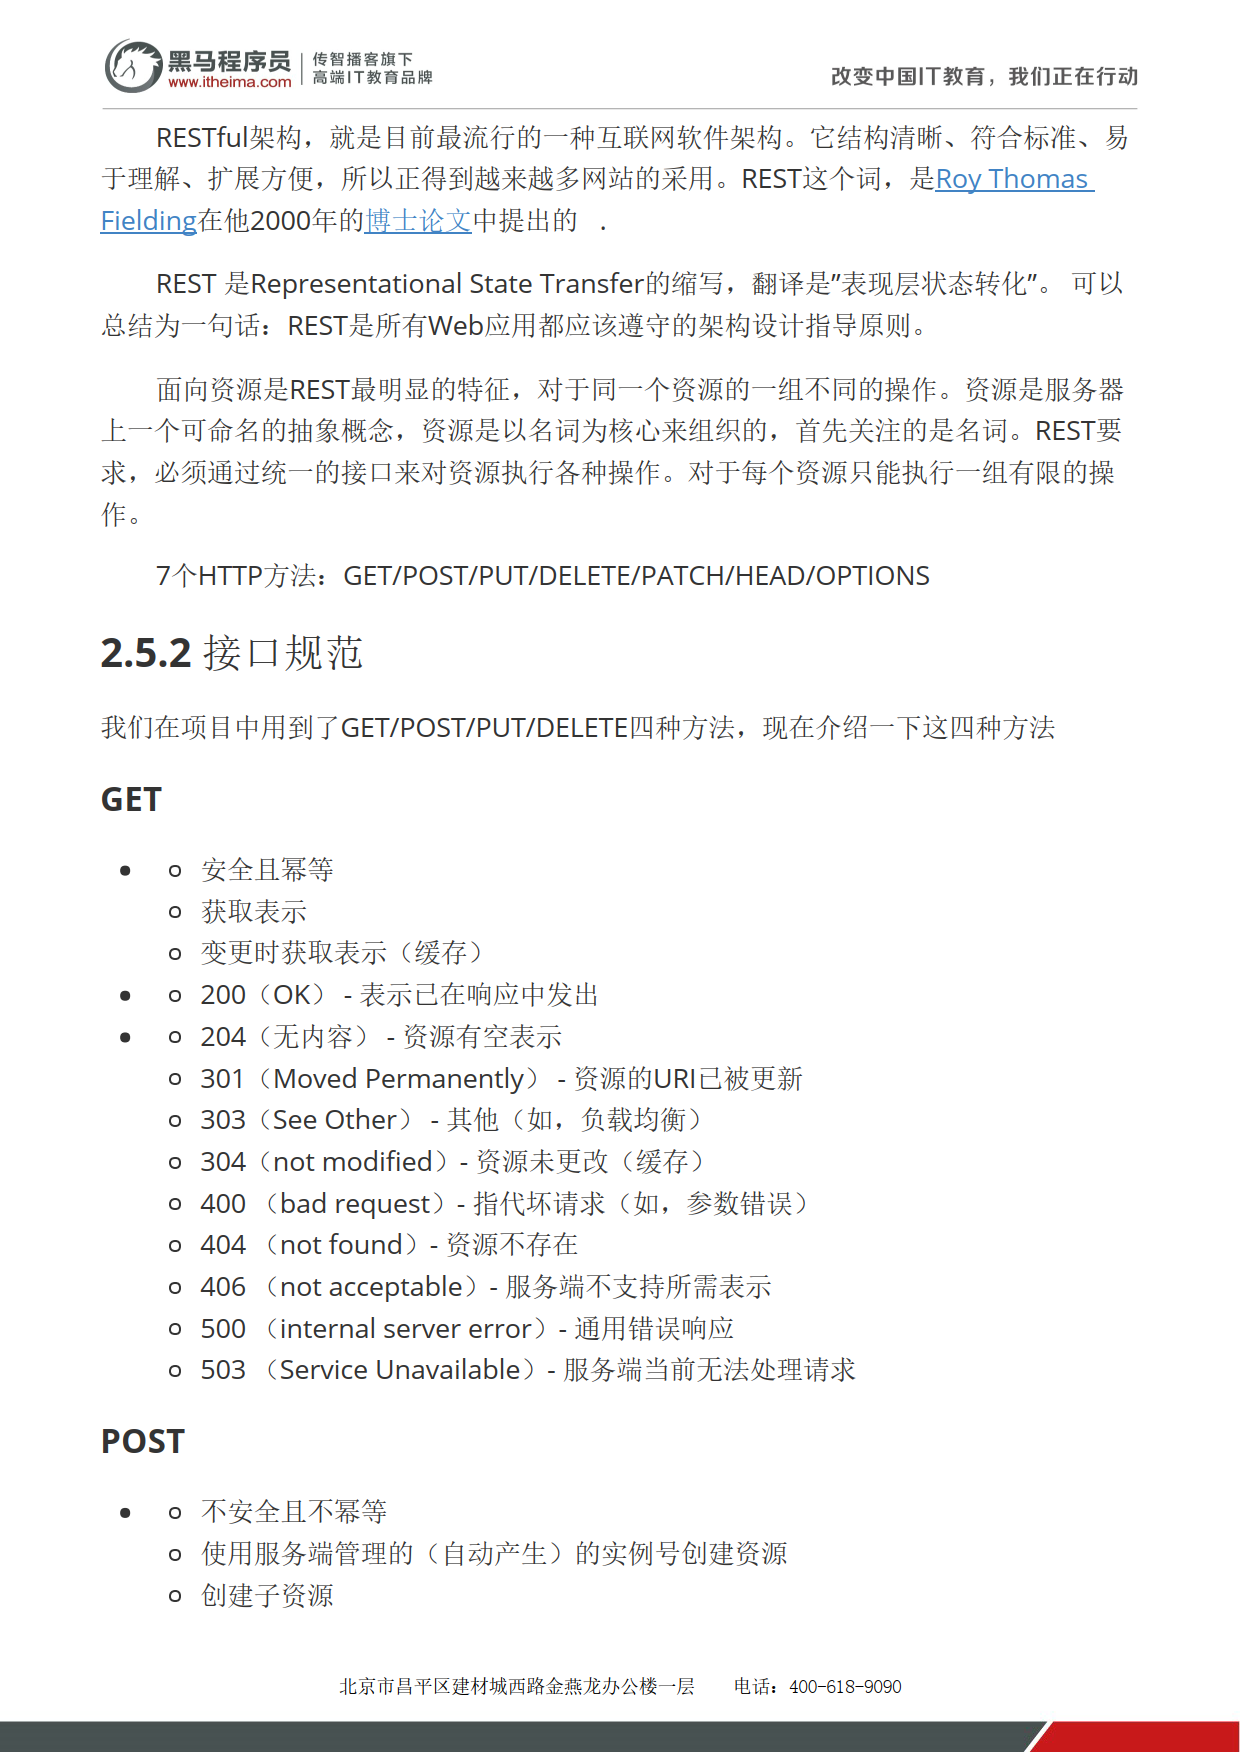 黑马程序员
www.itheima.com
传智播客旗下
高端IT教育品牌
改变中国IT教育，我们正在行动
RESTful架构，就是目前最流行的一种互联网软件架构。它结构清晰、符合标准、易
于理解、扩展方便，所以正得到越来越多网站的采用。REST这个词，是Roy Thomas
Fielding在他2000年的博士论文中提出的 .
REST 是Representational State Transfer的缩写，翻译是”表现层状态转化”。 可以
总结为一句话：REST是所有Web应用都应该遵守的架构设计指导原则。
面向资源是REST最明显的特征，对于同一个资源的一组不同的操作。资源是服务器
上一个可命名的抽象概念，资源是以名词为核心来组织的，首先关注的是名词。REST要
求，必须通过统一的接口来对资源执行各种操作。对于每个资源只能执行一组有限的操
作。
7个HTTP方法：GET/POST/PUT/DELETE/PATCH/HEAD/OPTIONS
2.5.2 接口规范
我们在项目中用到了GET/POST/PUT/DELETE四种方法，现在介绍一下这四种方法
GET
安全且幂等
获取表示
变更时获取表示（缓存）
200（OK） - 表示已在响应中发出
204（无内容） - 资源有空表示
301（Moved Permanently） - 资源的URI已被更新
303（See Other） - 其他（如，负载均衡）
304（not modified）- 资源未更改（缓存）
400 （bad request）- 指代坏请求（如，参数错误）
404 （not found）- 资源不存在
406 （not acceptable）- 服务端不支持所需表示
500 （internal server error）- 通用错误响应
503 （Service Unavailable）- 服务端当前无法处理请求
POST
不安全且不幂等
使用服务端管理的（自动产生）的实例号创建资源
创建子资源
北京市昌平区建材城西路金燕龙办公楼一层 电话：400-618-9090